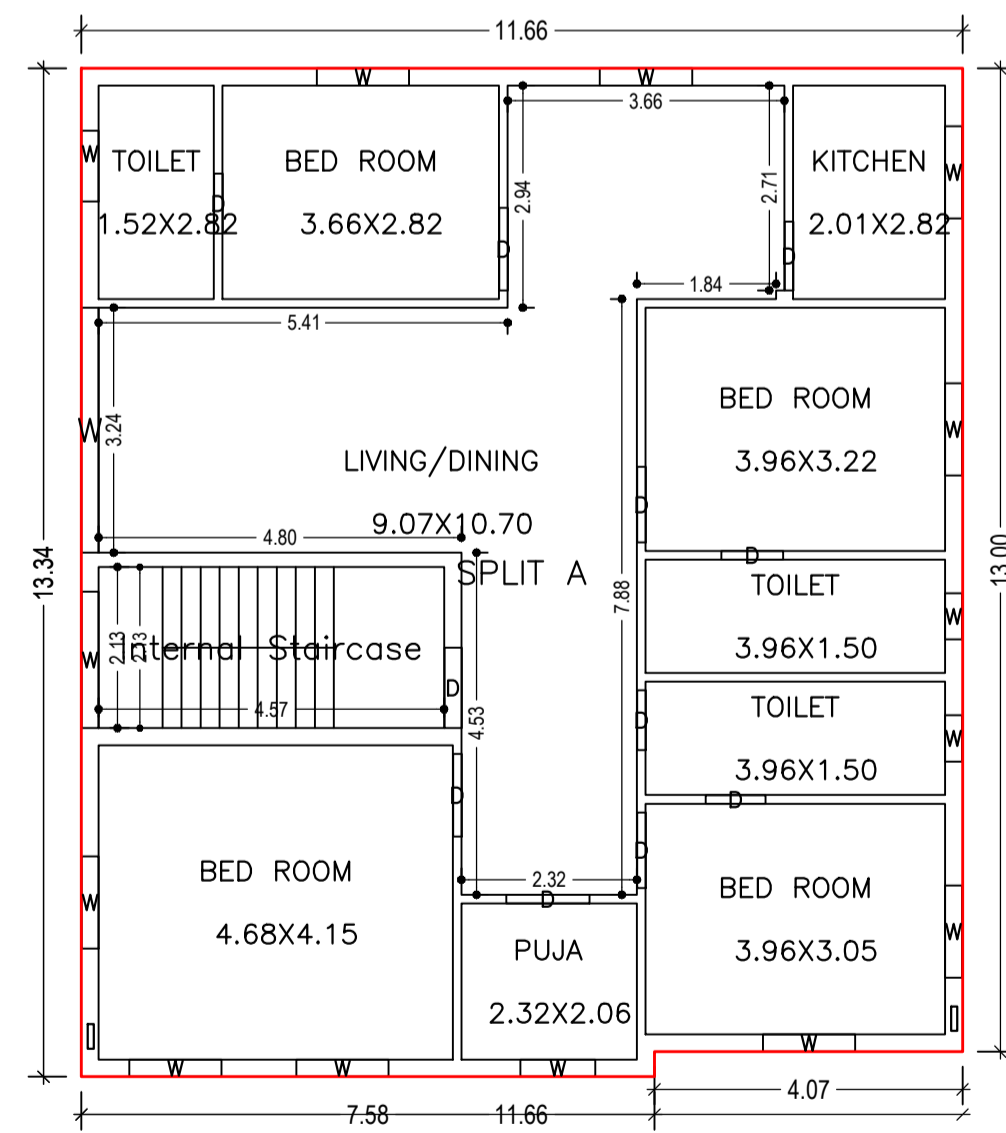 11.66
W
W
3.66
TOILET
1.52X2.82
BED ROOM
3.66X2.82
KITCHEN
2.01X2.82
W
W
D
D
D
2.94
2.71
1.84
5.41
W
3.24
BED ROOM
3.96X3.22
W
D
LIVING/DINING
9.07X10.70
4.80
SPLIT A
13.34
13.00
7.88
D
TOILET
3.96X1.50
W
W
2.13
2.13
Internal Staircase
D
4.57
4.53
TOILET
3.96X1.50
W
D
D
D
BED ROOM
4.68X4.15
W
D
2.32
D
BED ROOM
3.96X3.05
W
PUJA
2.32X2.06
W
W
W
W
4.07
7.58
11.66